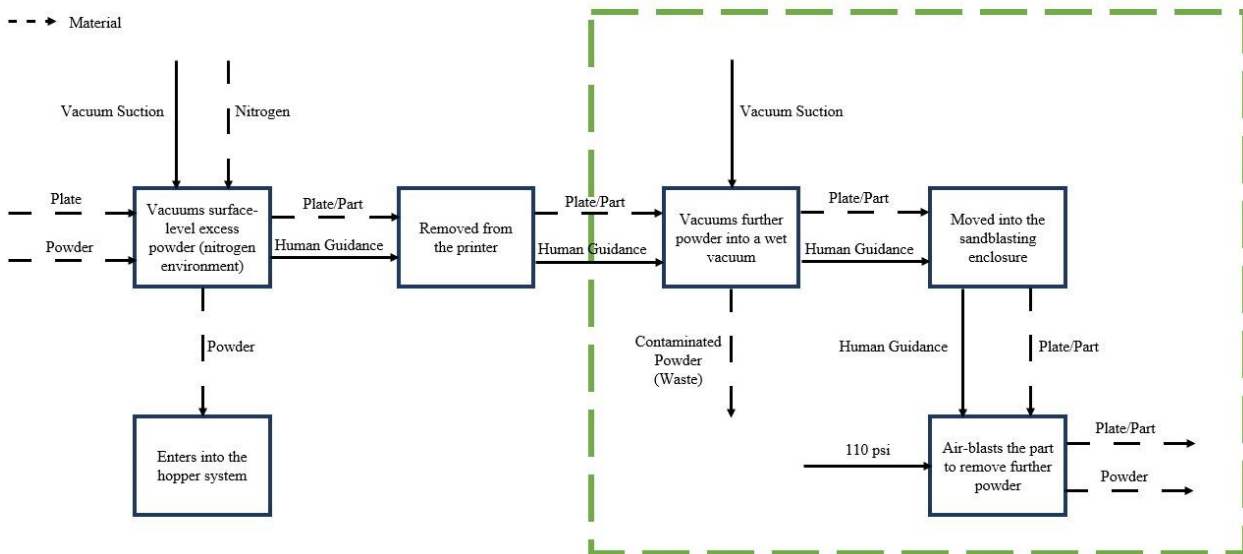 Material
Vacuum Suction
Nitrogen
Vacuum Suction
Plate
Powder
Vacuums surface-
level excess
powder (nitrogen
environment)
Plate/Part
Human Guidance
Removed from
the printer
Plate/Part
Human Guidance
Vacuums further
powder into a wet
vacuum
Plate/Part
Human Guidance
Moved into the
sandblasting
enclosure
Powder
Contaminated
Powder
(Waste)
Human Guidance
Plate/Part
Enters into the
hopper system
110 psi
Air-blasts the part
to remove further
powder
Plate/Part
Powder